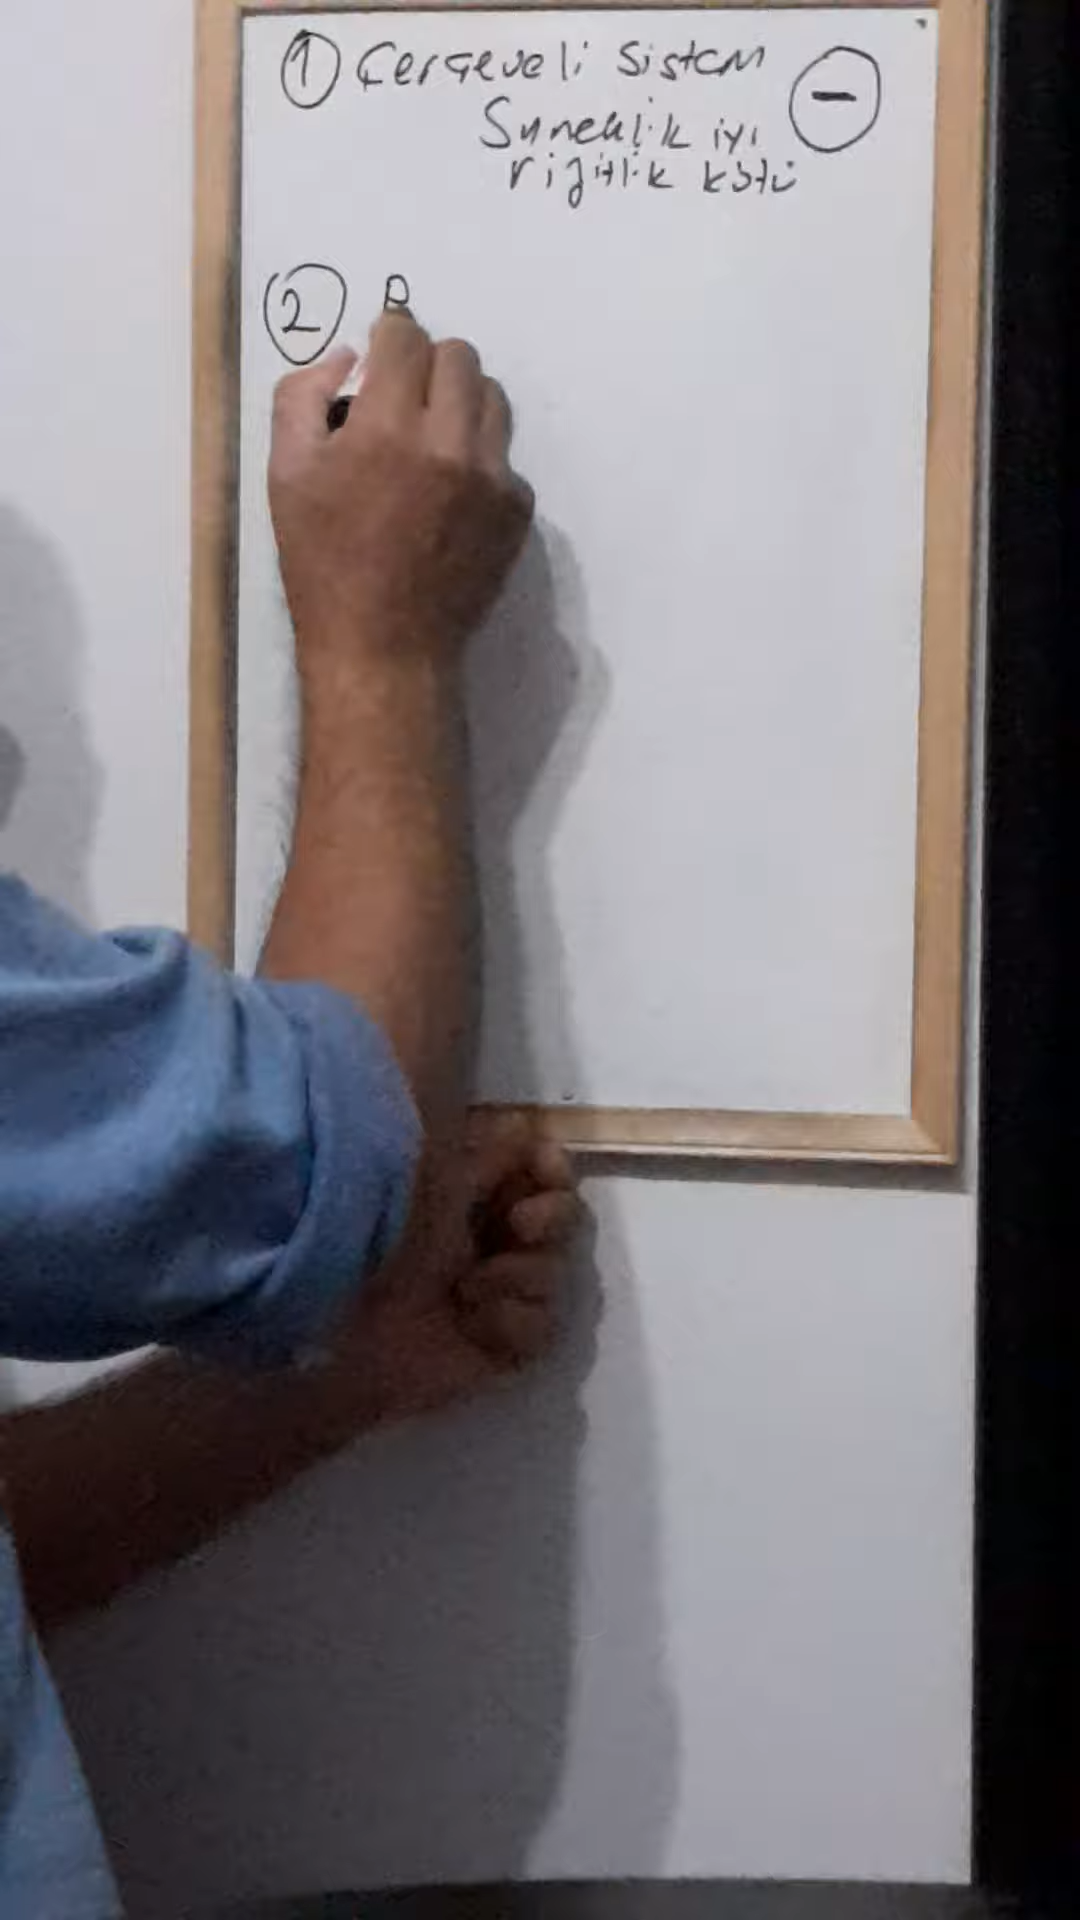 ① Çerçeveli Sistem
Süneklik iyi
rijitlik kötü
−
② P